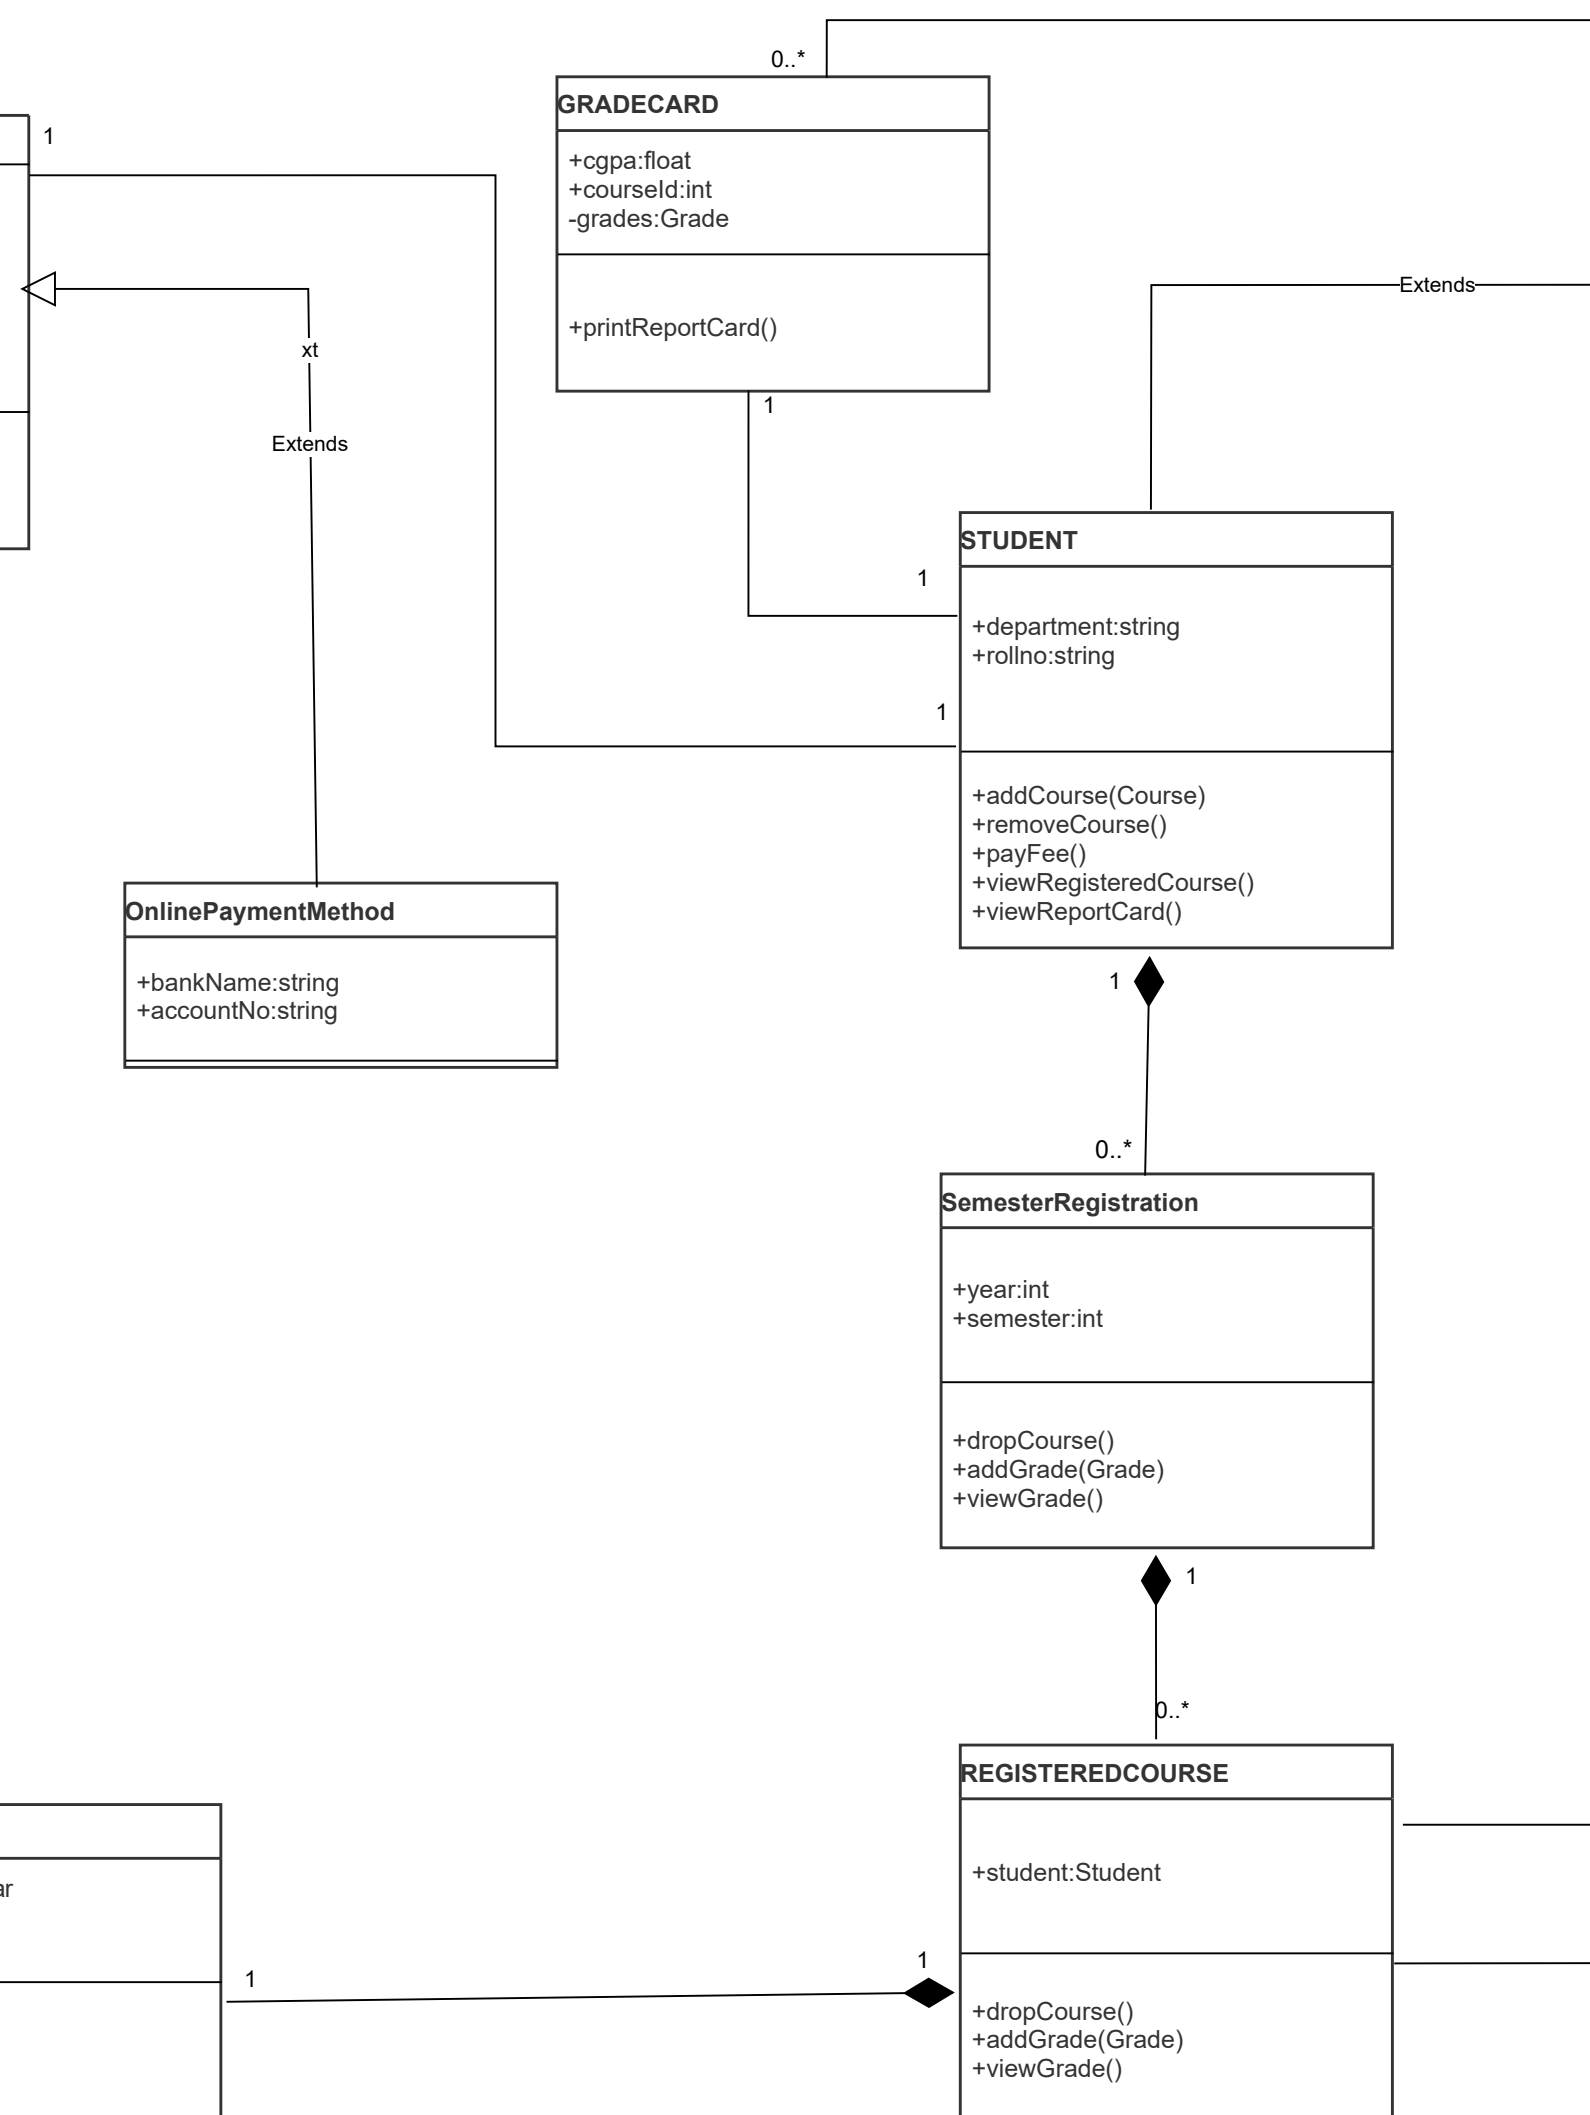 0..*
GRADECARD
+cgpa:float
+courseId:int
-grades:Grade
+printReportCard()
1
1
xt
Extends
Extends
STUDENT
+department:string
+rollno:string
+addCourse(Course)
+removeCourse()
+payFee()
+viewRegisteredCourse()
+viewReportCard()
1
1
OnlinePaymentMethod
+bankName:string
+accountNo:string
1
0..*
SemesterRegistration
+year:int
+semester:int
+dropCourse()
+addGrade(Grade)
+viewGrade()
1
0..*
REGISTEREDCOURSE
+student:Student
+dropCourse()
+addGrade(Grade)
+viewGrade()
1
1